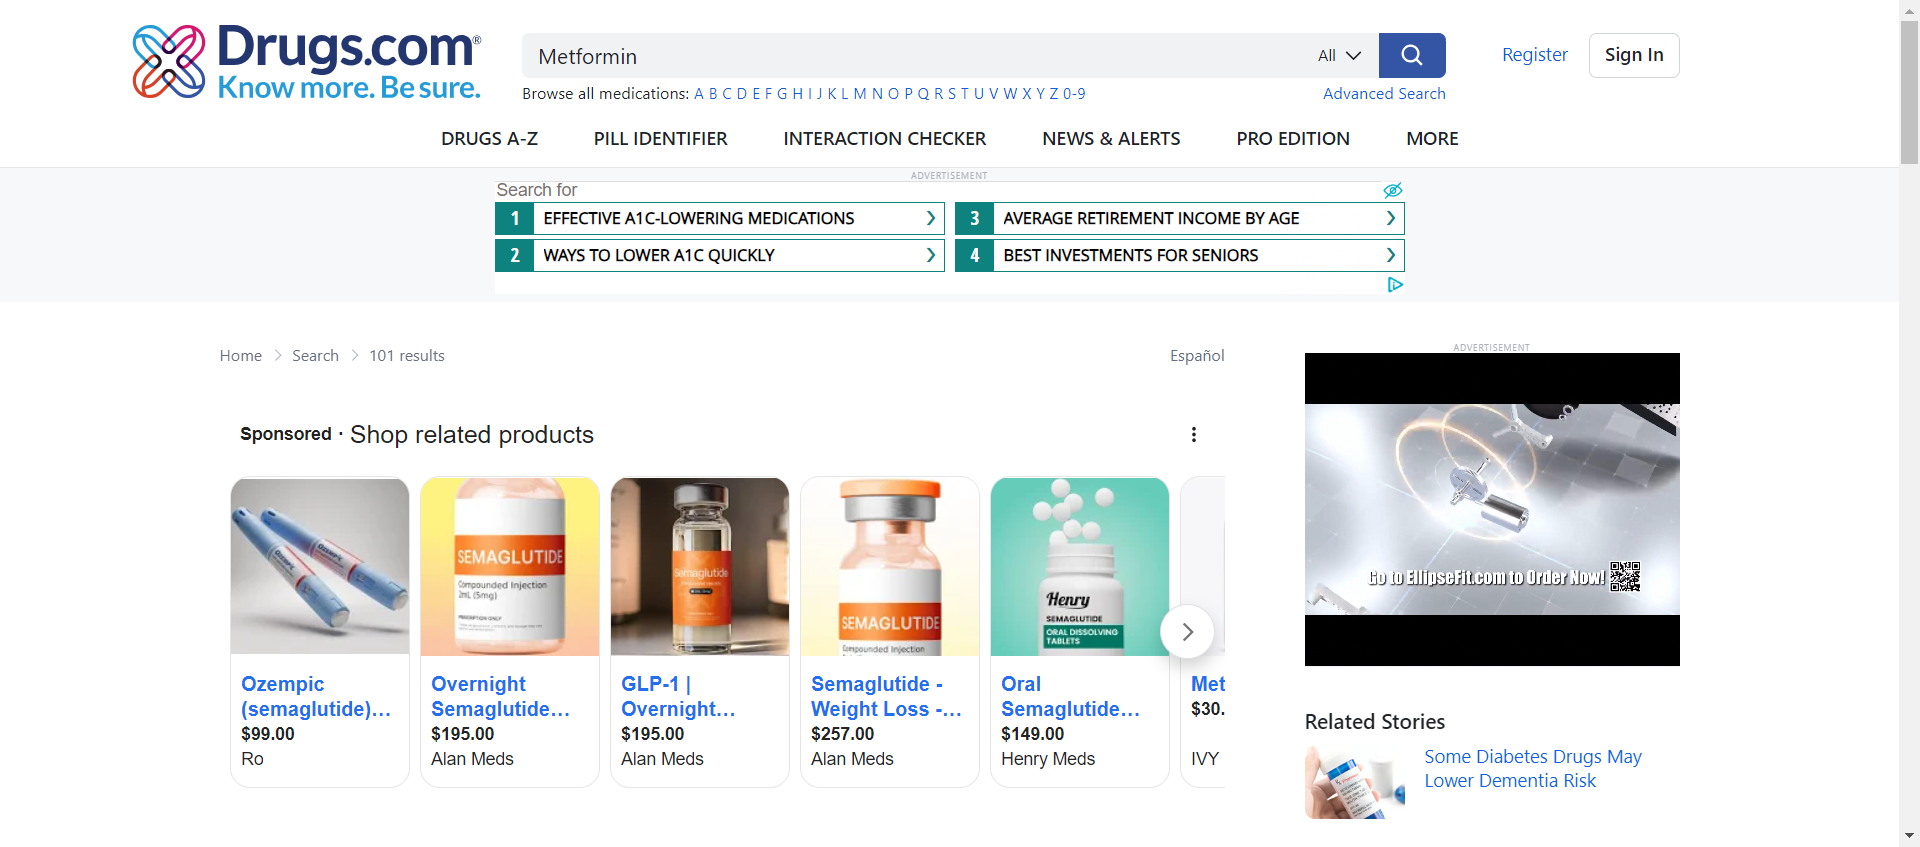 Drugs.com®
Know more. Be sure.
Metformin
All
Register
Sign In
Browse all medications: A B C D E F G H I J K L M N O P Q R S T U V W X Y Z 0-9
Advanced Search
DRUGS A-Z
PILL IDENTIFIER
INTERACTION CHECKER
NEWS & ALERTS
PRO EDITION
MORE
ADVERTISEMENT
Search for
1 EFFECTIVE A1C-LOWERING MEDICATIONS
2 WAYS TO LOWER A1C QUICKLY
3 AVERAGE RETIREMENT INCOME BY AGE
4 BEST INVESTMENTS FOR SENIORS
Home > Search > 101 results
Español
Sponsored · Shop related products
OZEMPIC
Ozempic
(semaglutide)...
$99.00
Ro
SEMAGLUTIDE
Compounded Injection
2mL (5mg)
PRESCRIPTION ONLY
Overnight
Semaglutide...
$195.00
Alan Meds
Semaglutide
GLP-1 |
Overnight...
$195.00
Alan Meds
SEMAGLUTIDE
Compounded Injection
Semaglutide -
Weight Loss -...
$257.00
Alan Meds
Henry
SEMAGLUTIDE
ORAL DISSOLVING
TABLETS
Oral
Semaglutide...
$149.00
Henry Meds
Met
$30.
IVY
ADVERTISEMENT
Go to EllipseFit.com to Order Now!
Related Stories
Some Diabetes Drugs May
Lower Dementia Risk